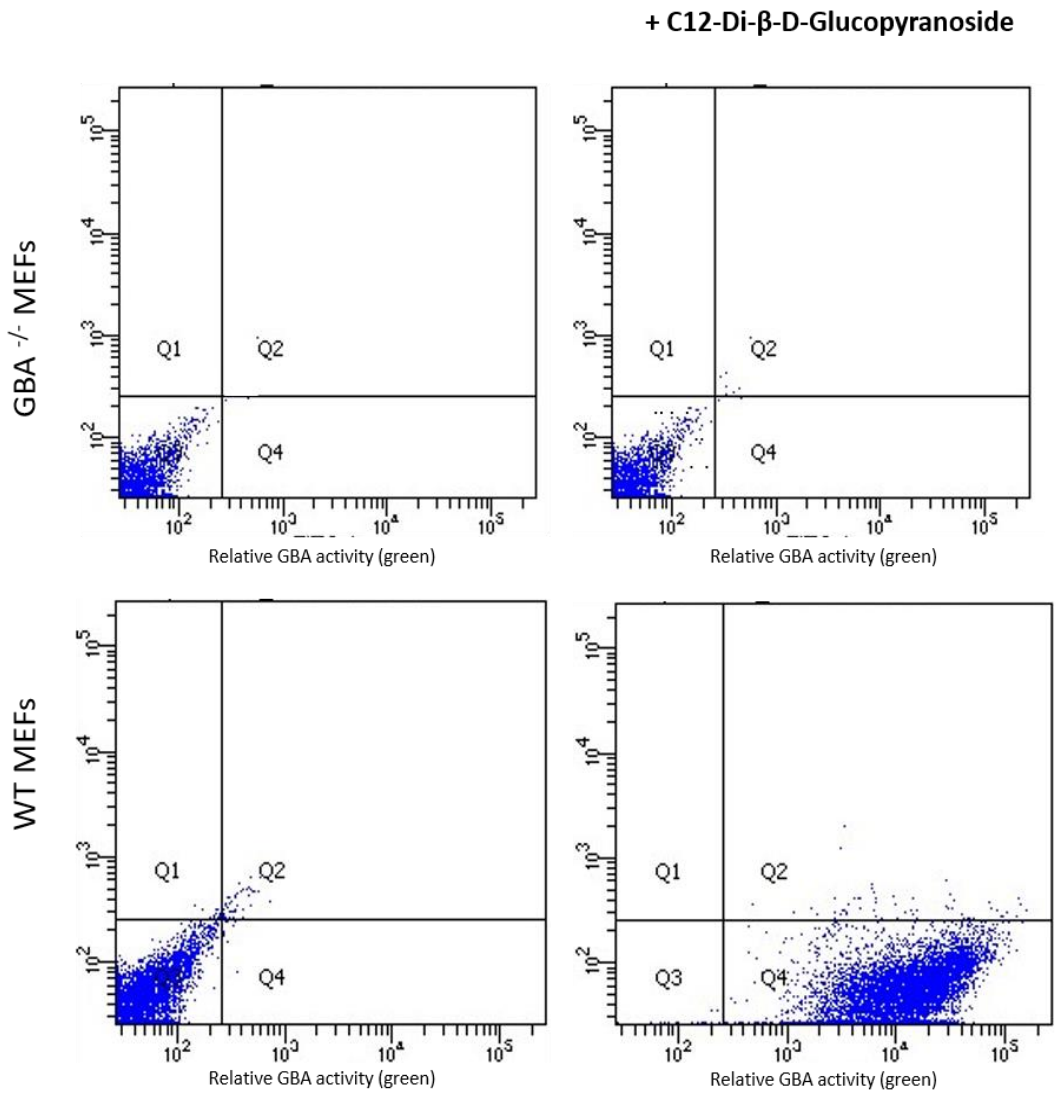 + C12-Di-β-D-Glucopyranoside
GBA -/- MEFs
10^5
10^4
10^3
10^2
Q1
Q2
Q4
10^2
10^3
10^4
10^5
Relative GBA activity (green)
10^5
10^4
10^3
10^2
Q1
Q2
Q4
10^2
10^3
10^4
10^5
Relative GBA activity (green)
WT MEFs
10^5
10^4
10^3
10^2
Q1
Q2
Q4
10^2
10^3
10^4
10^5
Relative GBA activity (green)
10^5
10^4
10^3
10^2
Q1
Q2
Q3
Q4
10^2
10^3
10^4
10^5
Relative GBA activity (green)